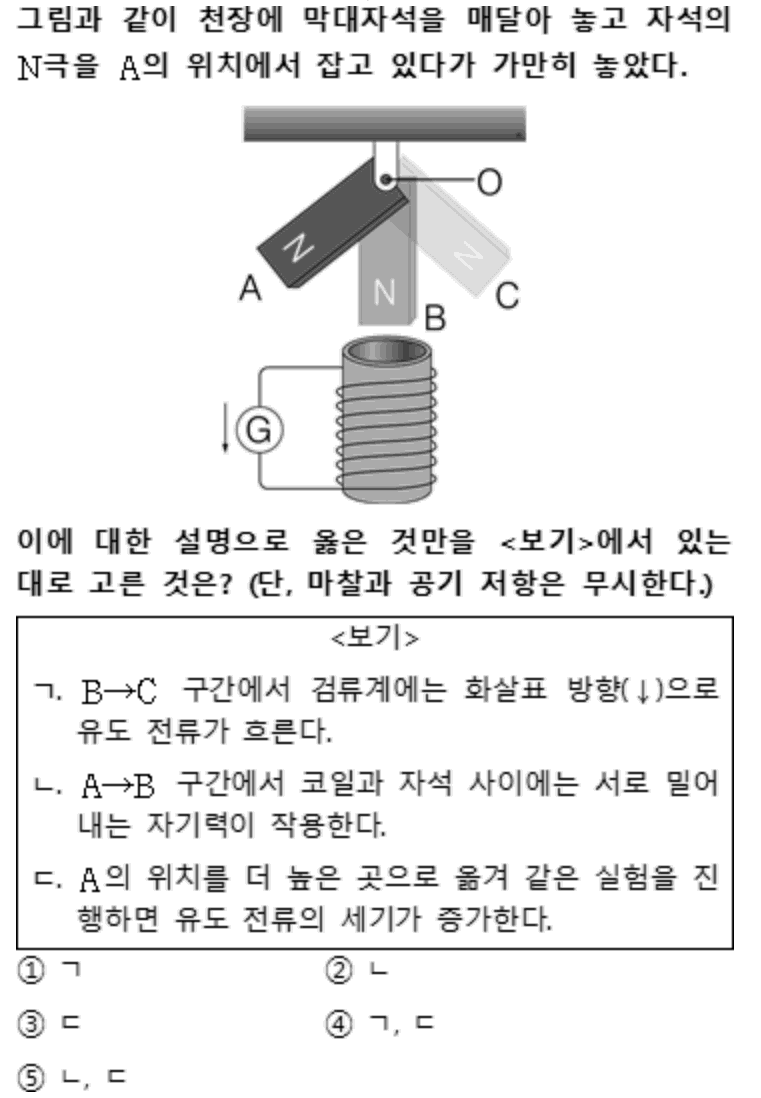 그림과 같이 천장에 막대자석을 매달아 놓고 자석의
N극을 A의 위치에서 잡고 있다가 가만히 놓았다.
O
N
N
N
A
B
C
G
이에 대한 설명으로 옳은 것만을 <보기>에서 있는
대로 고른 것은? (단, 마찰과 공기 저항은 무시한다.)
<보기>
ㄱ. B→C 구간에서 검류계에는 화살표 방향(↓)으로
유도 전류가 흐른다.
ㄴ. A→B 구간에서 코일과 자석 사이에는 서로 밀어
내는 자기력이 작용한다.
ㄷ. A의 위치를 더 높은 곳으로 옮겨 같은 실험을 진
행하면 유도 전류의 세기가 증가한다.
① ㄱ ② ㄴ
③ ㄷ ④ ㄱ, ㄷ
⑤ ㄴ, ㄷ